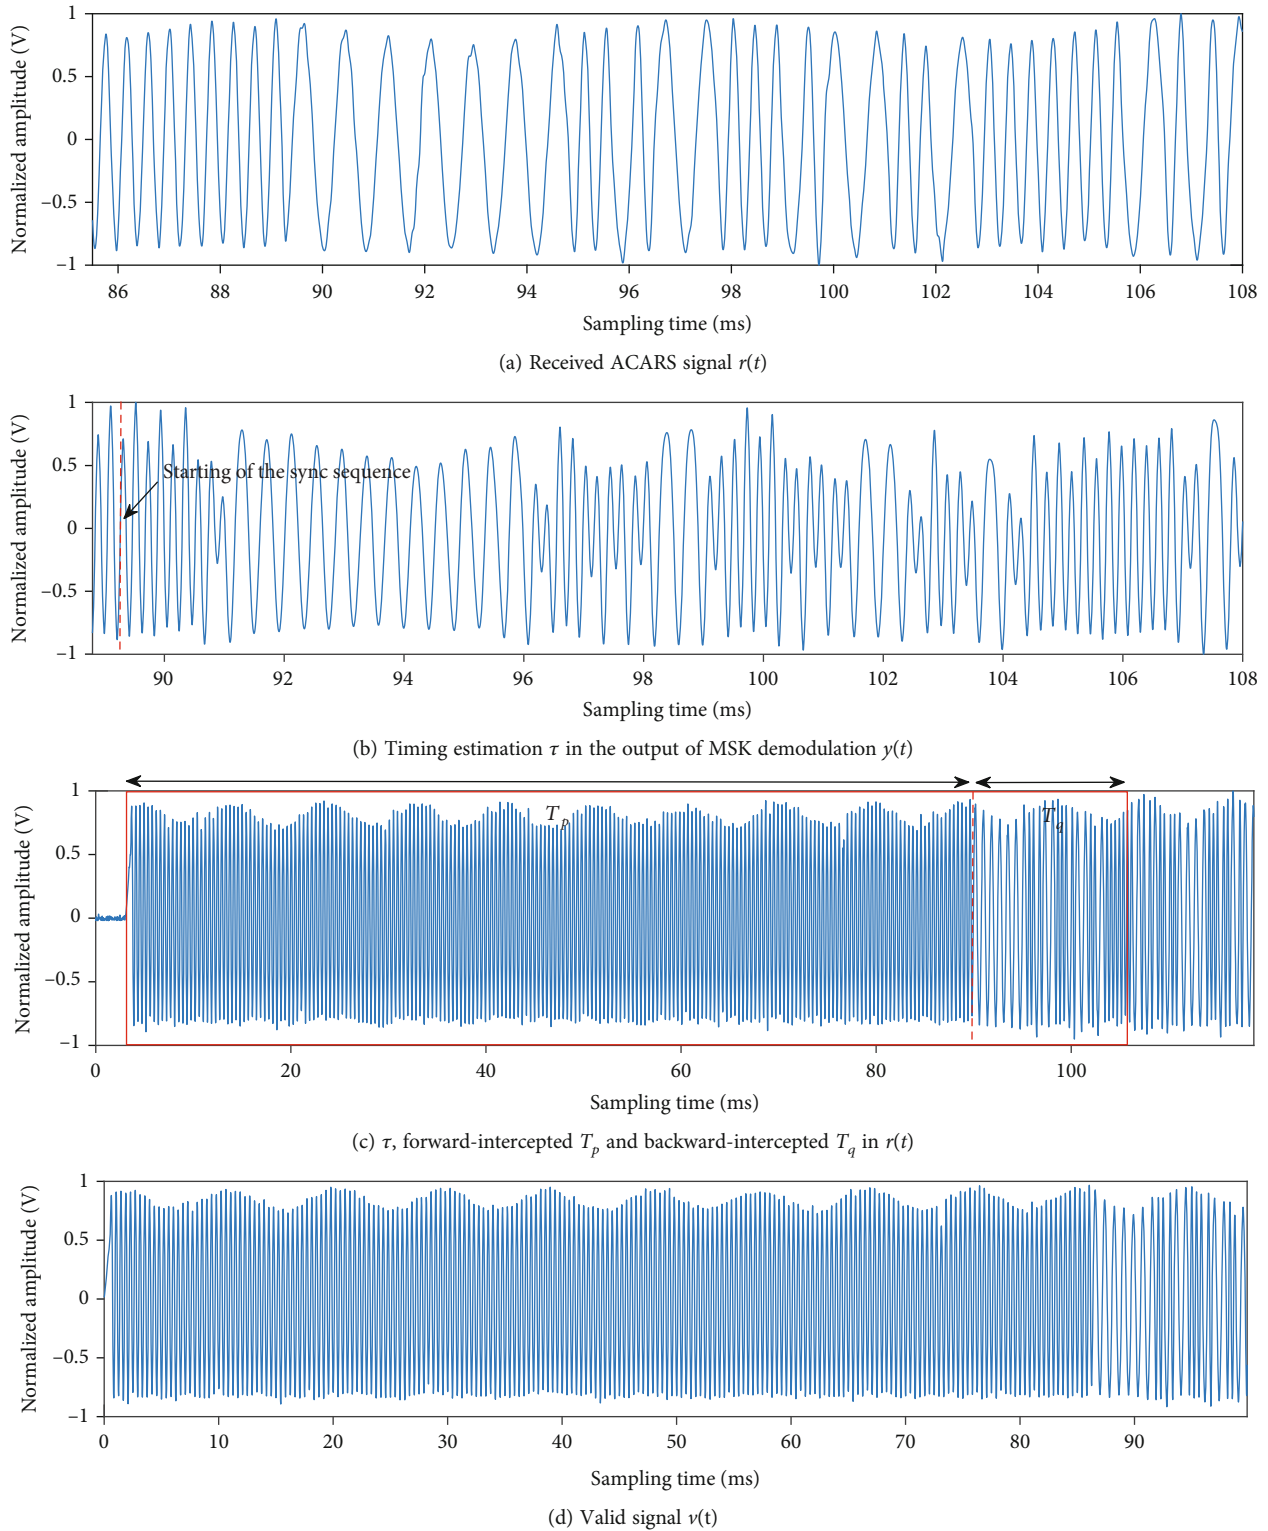 1
0.5
0
–0.5
–1
Normalized amplitude (V)
86 88 90 92 94 96 98 100 102 104 106 108
Sampling time (ms)
(a) Received ACARS signal r(t)
1
0.5
0
–0.5
–1
Normalized amplitude (V)
Starting of the sync sequence
90 92 94 96 98 100 102 104 106 108
Sampling time (ms)
(b) Timing estimation τ in the output of MSK demodulation y(t)
1
0.5
0
–0.5
–1
Normalized amplitude (V)
Tp Tq
0 20 40 60 80 100
Sampling time (ms)
(c) τ, forward-intercepted Tp and backward-intercepted Tq in r(t)
1
0.5
0
–0.5
–1
Normalized amplitude (V)
0 10 20 30 40 50 60 70 80 90
Sampling time (ms)
(d) Valid signal v(t)